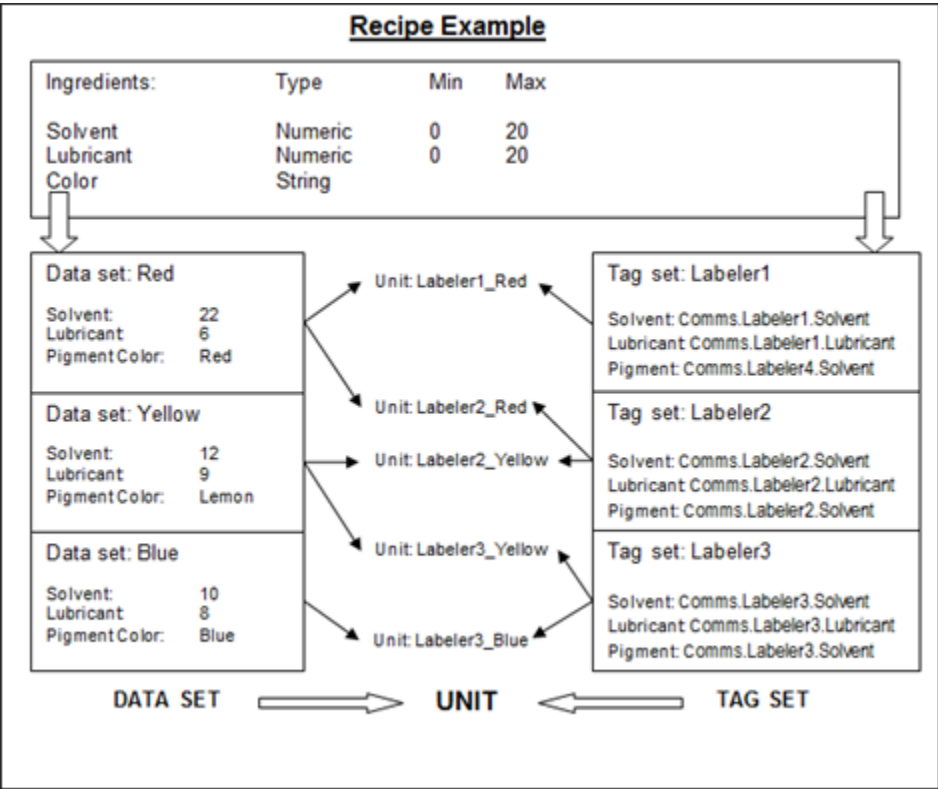 Recipe Example
Ingredients: Type Min Max
Solvent Numeric 0 20
Lubricant Numeric 0 20
Color String
Data set: Red
Solvent: 22
Lubricant 6
Pigment Color: Red
Data set: Yellow
Solvent: 12
Lubricant 9
Pigment Color: Lemon
Data set: Blue
Solvent: 10
Lubricant 8
Pigment Color: Blue
Unit: Labeler1_Red
Unit: Labeler2_Red
Unit: Labeler2_Yellow
Unit: Labeler3_Yellow
Unit: Labeler3_Blue
Tag set: Labeler1
Solvent: Comms.Labeler1.Solvent
Lubricant: Comms.Labeler1.Lubricant
Pigment: Comms.Labeler4.Solvent
Tag set: Labeler2
Solvent: Comms.Labeler2.Solvent
Lubricant: Comms.Labeler2.Lubricant
Pigment: Comms.Labeler2.Solvent
Tag set: Labeler3
Solvent: Comms.Labeler3.Solvent
Lubricant: Comms.Labeler3.Lubricant
Pigment: Comms.Labeler3.Solvent
DATA SET UNIT TAG SET